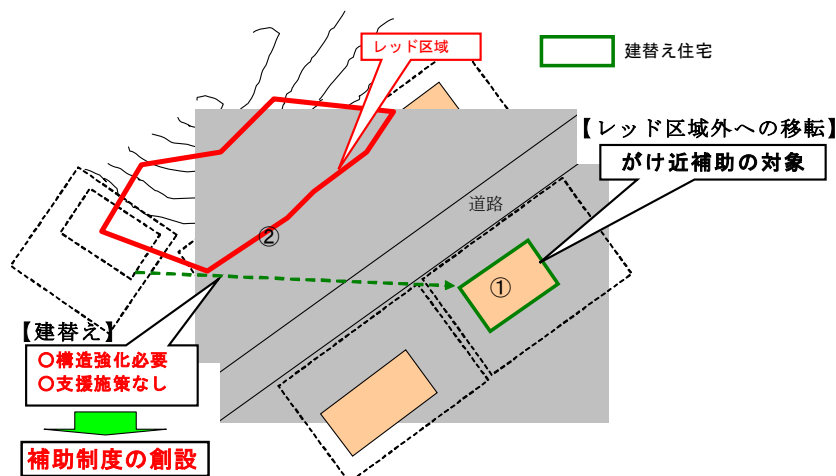 レッド区域
建替え住宅
【レッド区域外への移転】
がけ近補助の対象
道路
②
①
【建替え】
○構造強化必要
○支援施策なし
補助制度の創設